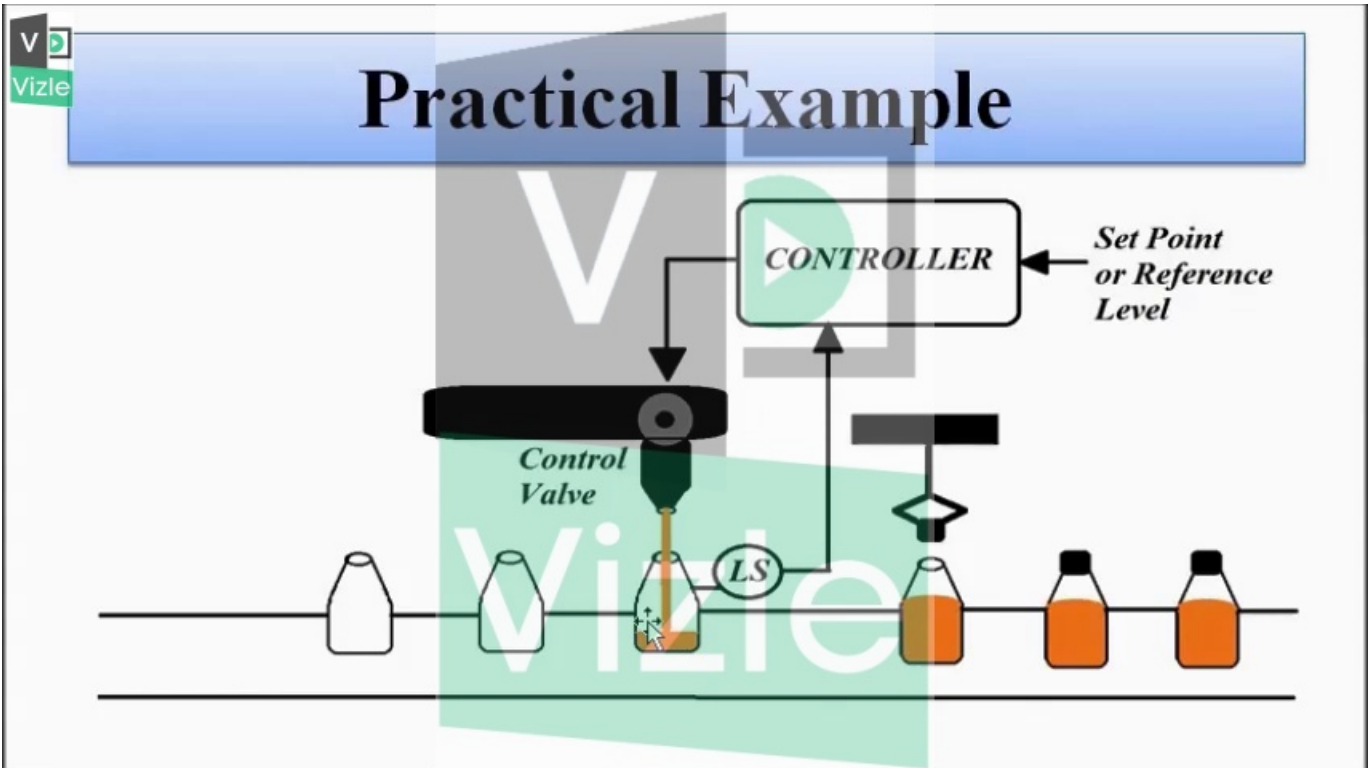 V
Vizle
Practical Example
V
CONTROLLER
Set Point
or Reference
Level
Control
Valve
LS
Vizle